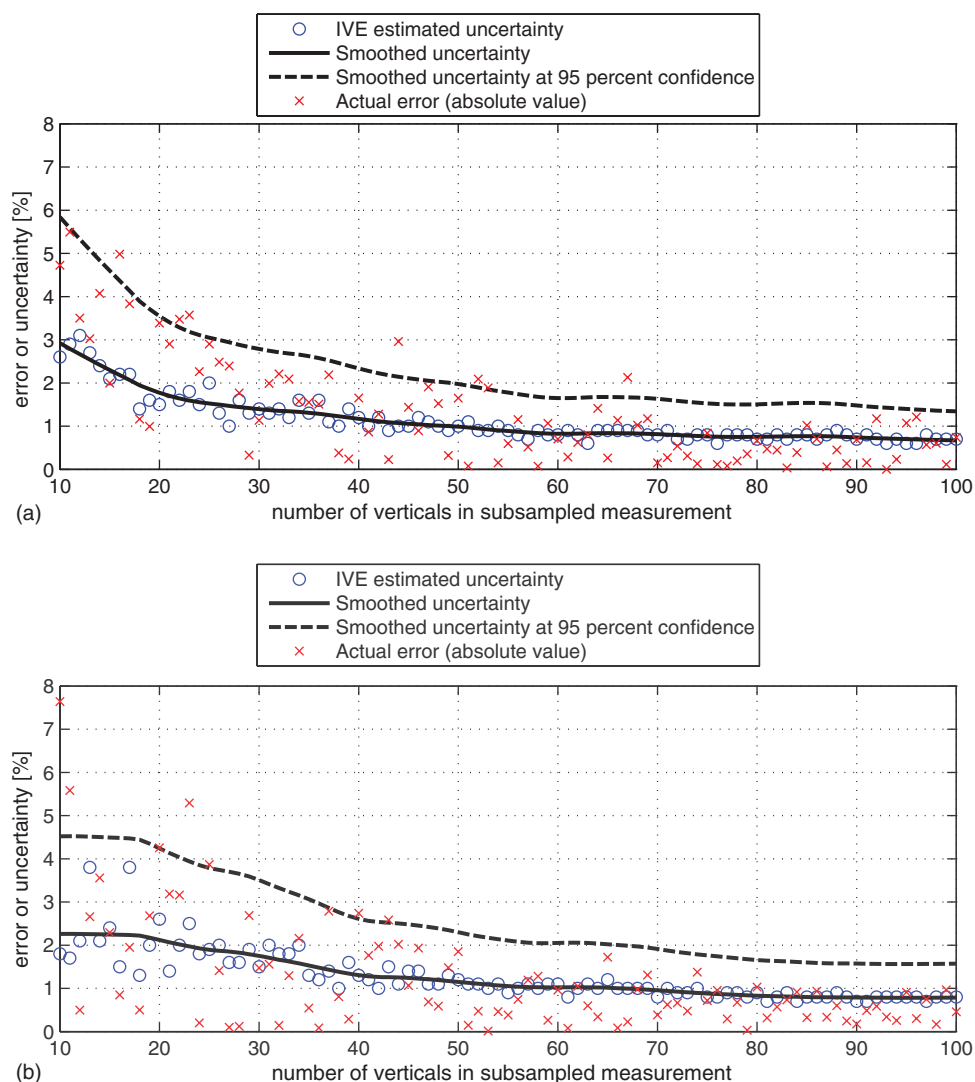 IVE estimated uncertainty
Smoothed uncertainty
Smoothed uncertainty at 95 percent confidence
Actual error (absolute value)
8
7
6
5
4
3
2
1
0
error or uncertainty [%]
10 20 30 40 50 60 70 80 90 100
(a) number of verticals in subsampled measurement
IVE estimated uncertainty
Smoothed uncertainty
Smoothed uncertainty at 95 percent confidence
Actual error (absolute value)
8
7
6
5
4
3
2
1
0
error or uncertainty [%]
10 20 30 40 50 60 70 80 90 100
(b) number of verticals in subsampled measurement